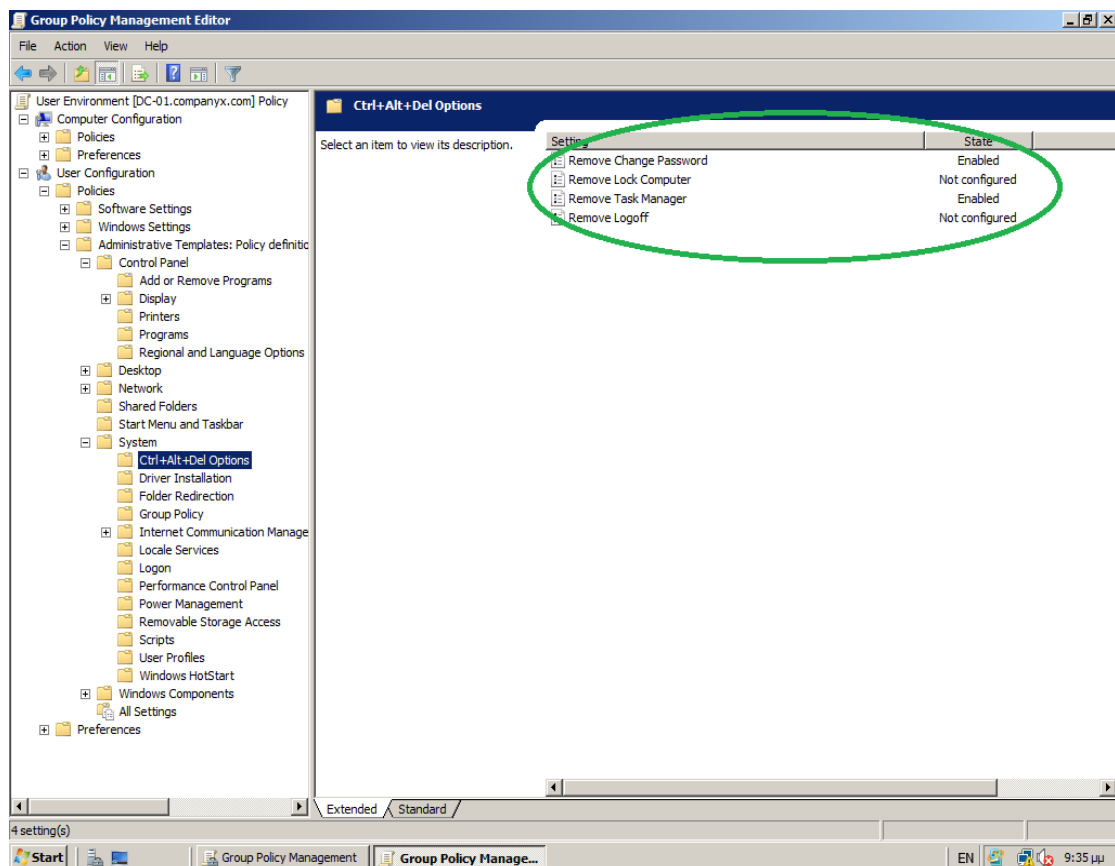 Group Policy Management Editor
File Action View Help
User Environment [DC-01.companyx.com] Policy
Computer Configuration
Policies
Preferences
User Configuration
Policies
Software Settings
Windows Settings
Administrative Templates: Policy definitic
Control Panel
Add or Remove Programs
Display
Printers
Programs
Regional and Language Options
Desktop
Network
Shared Folders
Start Menu and Taskbar
System
Ctrl+Alt+Del Options
Driver Installation
Folder Redirection
Group Policy
Internet Communication Manage
Locale Services
Logon
Performance Control Panel
Power Management
Removable Storage Access
Scripts
User Profiles
Windows HotStart
Windows Components
All Settings
Preferences
Ctrl+Alt+Del Options
Select an item to view its description.
Setting State
Remove Change Password Enabled
Remove Lock Computer Not configured
Remove Task Manager Enabled
Remove Logoff Not configured
Extended Standard
4 setting(s)
Start Group Policy Management Group Policy Manage... EN 9:35 μμ